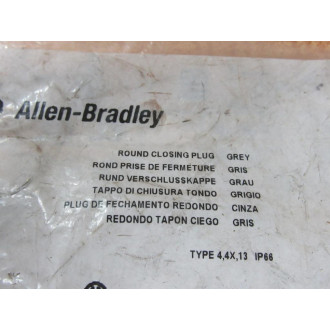 Allen-Bradley
ROUND CLOSING PLUG GREY
ROND PRISE DE FERMETURE GRIS
RUND VERSCHLUSSKAPPE GRAU
TAPPO DI CHIUSURA TONDO GRIGIO
PLUG DE FECHAMENTO REDONDO CINZA
REDONDO TAPON CIEGO GRIS
TYPE 4,4X,13 IP66